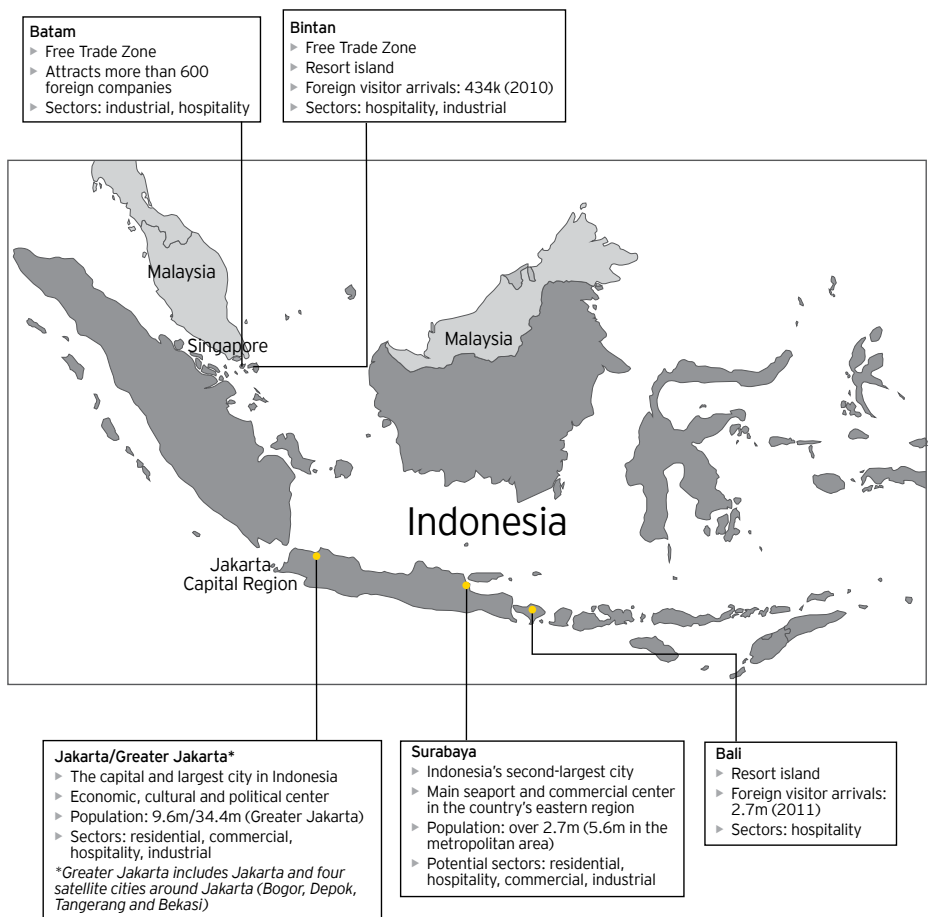 Batam
Free Trade Zone
Attracts more than 600
foreign companies
Sectors: industrial, hospitality
Bintan
Free Trade Zone
Resort island
Foreign visitor arrivals: 434k (2010)
Sectors: hospitality, industrial
Malaysia
Singapore
Malaysia
Indonesia
Jakarta
Capital Region
Jakarta/Greater Jakarta*
The capital and largest city in Indonesia
Economic, cultural and political center
Population: 9.6m/34.4m (Greater Jakarta)
Sectors: residential, commercial,
hospitality, industrial
*Greater Jakarta includes Jakarta and four
satellite cities around Jakarta (Bogor, Depok,
Tangerang and Bekasi)
Surabaya
Indonesia's second-largest city
Main seaport and commercial center
in the country's eastern region
Population: over 2.7m (5.6m in the
metropolitan area)
Potential sectors: residential,
hospitality, commercial, industrial
Bali
Resort island
Foreign visitor arrivals:
2.7m (2011)
Sectors: hospitality